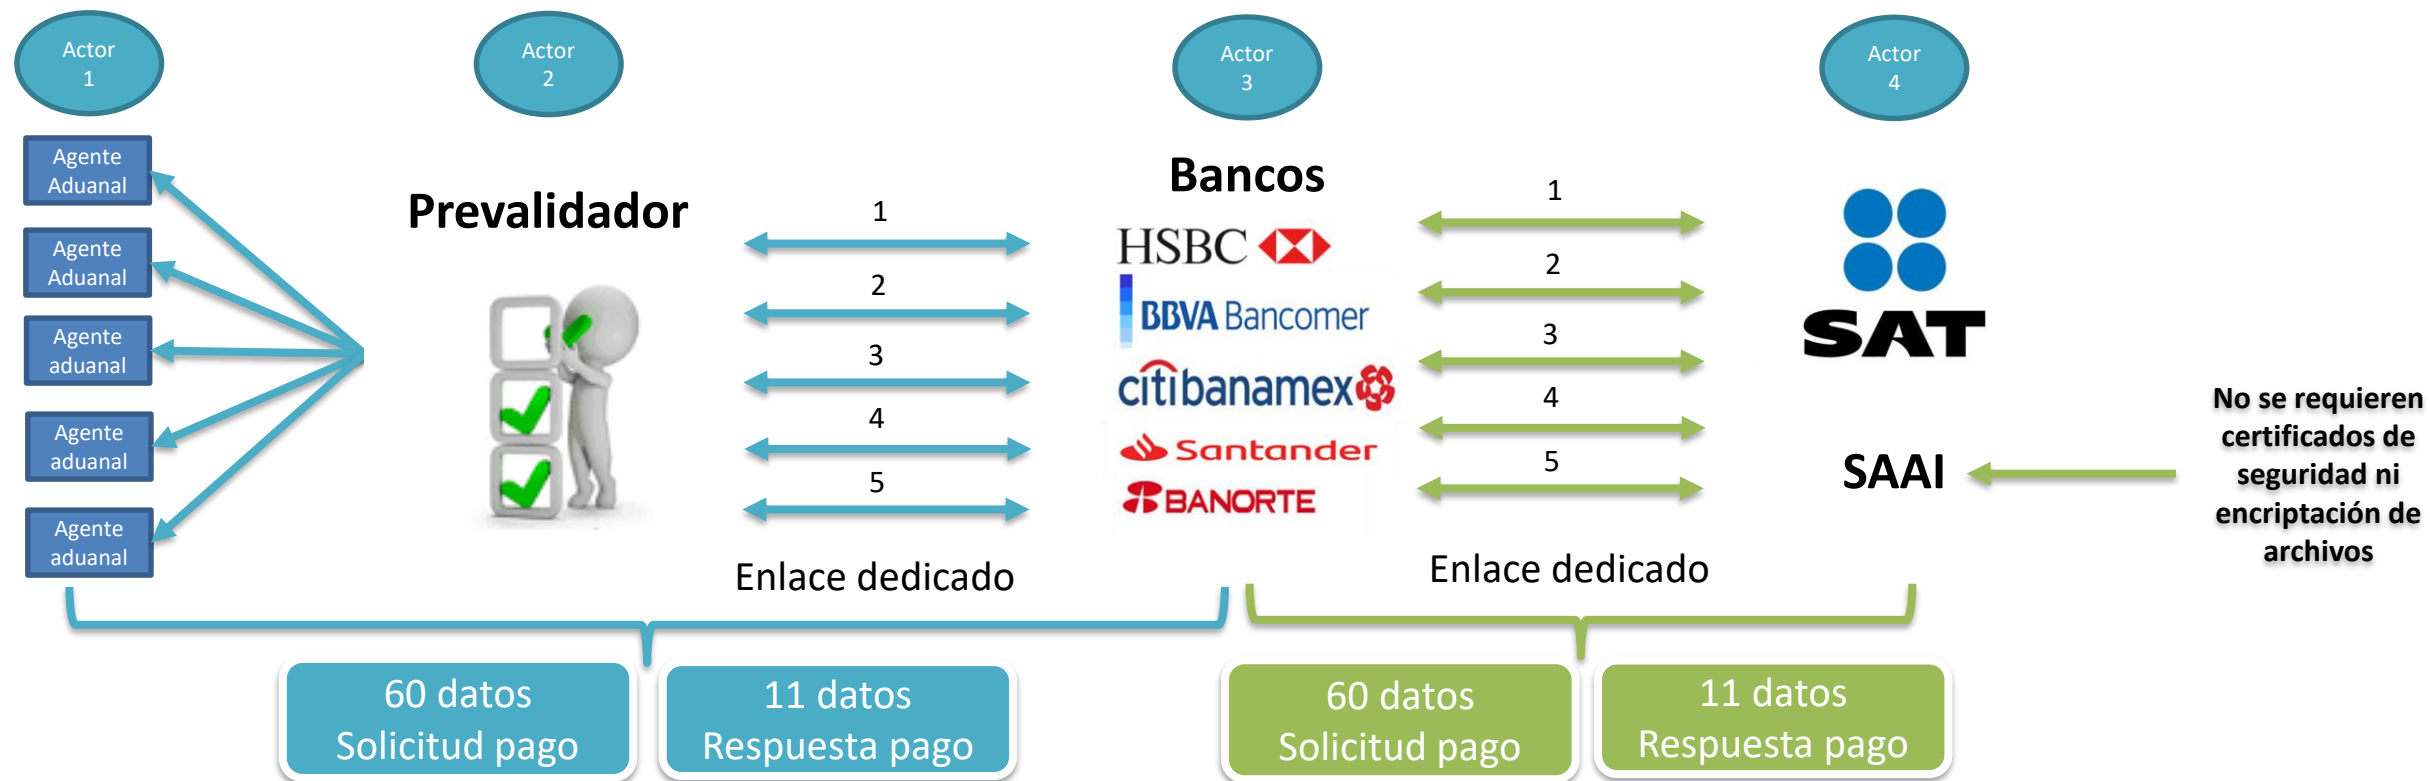 Actor
1
Actor
2
Actor
3
Actor
4
Agente
Aduanal
Agente
Aduanal
Agente
aduanal
Agente
aduanal
Agente
aduanal
Prevalidador
1
2
3
4
5
Enlace dedicado
Bancos
HSBC
BBVA Bancomer
citibanamex
Santander
BANORTE
1
2
3
4
5
Enlace dedicado
SAT
SAAI
No se requieren
certificados de
seguridad ni
encriptación de
archivos
60 datos
Solicitud pago
11 datos
Respuesta pago
60 datos
Solicitud pago
11 datos
Respuesta pago